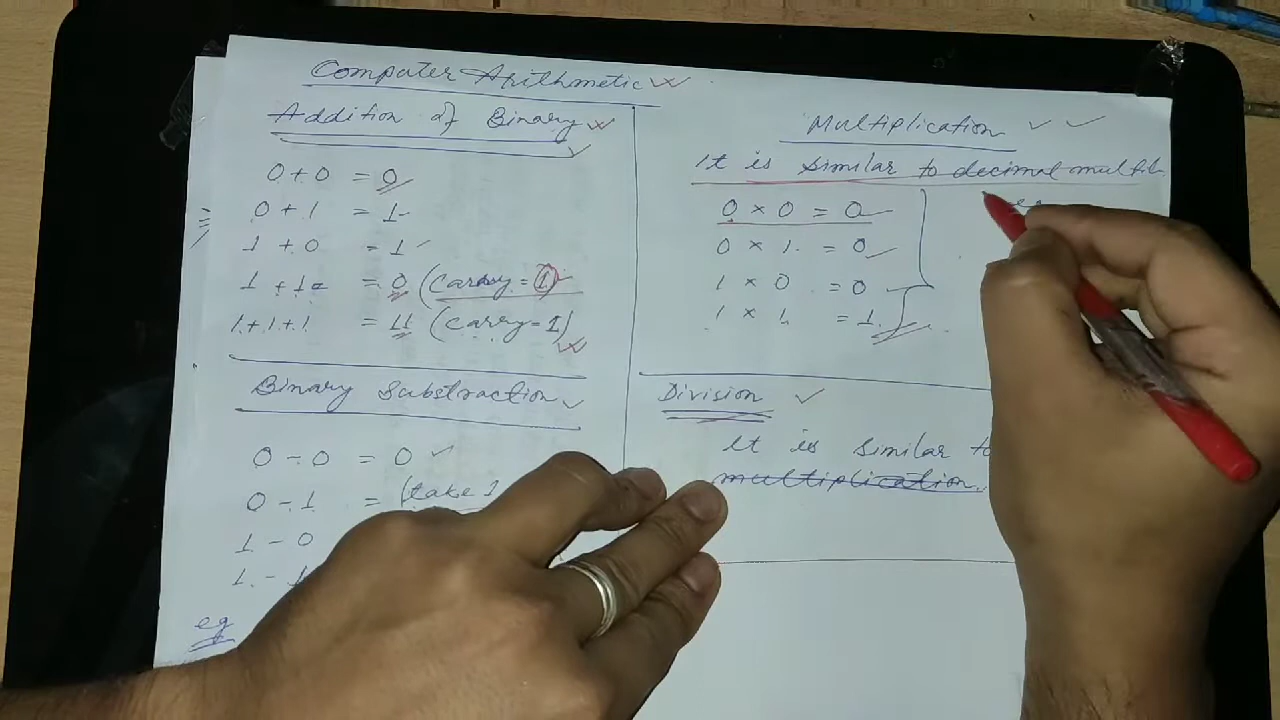 Computer Arithmetic
Addition of Binary
0 + 0 = 0
0 + 1 = 1
1 + 0 = 1
1 + 1 = 0 (Carry = 1)
1 + 1 + 1 = 11 (Carry = 1)
Binary Substraction
0 - 0 = 0
0 - 1 = (take 1
1 - 0
1 - 1
eg
Multiplication
It is similar to decimal multi
0 × 0 = 0
0 × 1 = 0
1 × 0 = 0
1 × 1 = 1
Division
It is similar to
multiplication